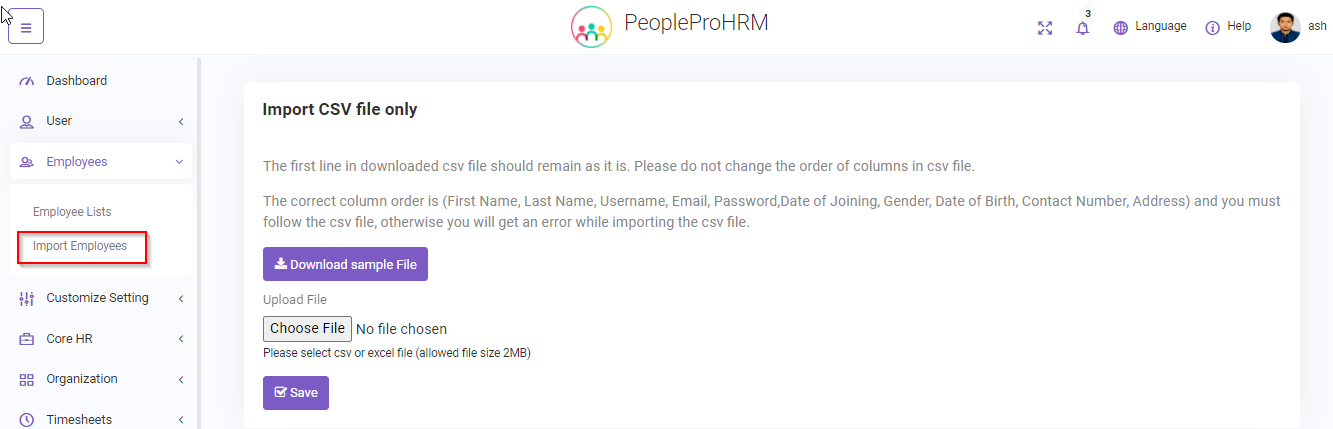 PeopleProHRM
3
Language
Help
ash
Dashboard
User
Employees
Employee Lists
Import Employees
Customize Setting
Core HR
Organization
Timesheets
Import CSV file only
The first line in downloaded csv file should remain as it is. Please do not change the order of columns in csv file.
The correct column order is (First Name, Last Name, Username, Email, Password,Date of Joining, Gender, Date of Birth, Contact Number, Address) and you must
follow the csv file, otherwise you will get an error while importing the csv file.
Download sample File
Upload File
Choose File No file chosen
Please select csv or excel file (allowed file size 2MB)
Save